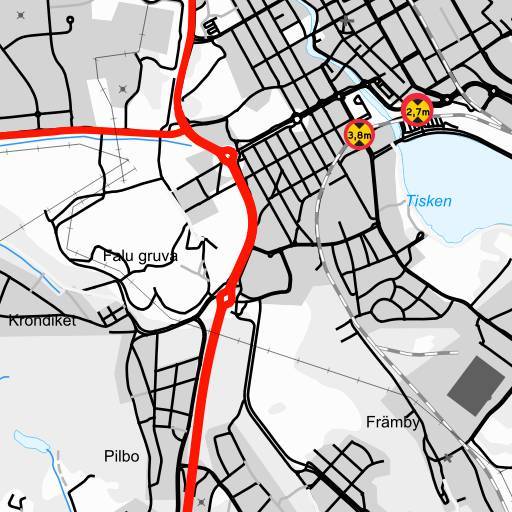 2,7m
3,8m
Tisken
Falu gruva
Krondiket
Främby
Pilbo